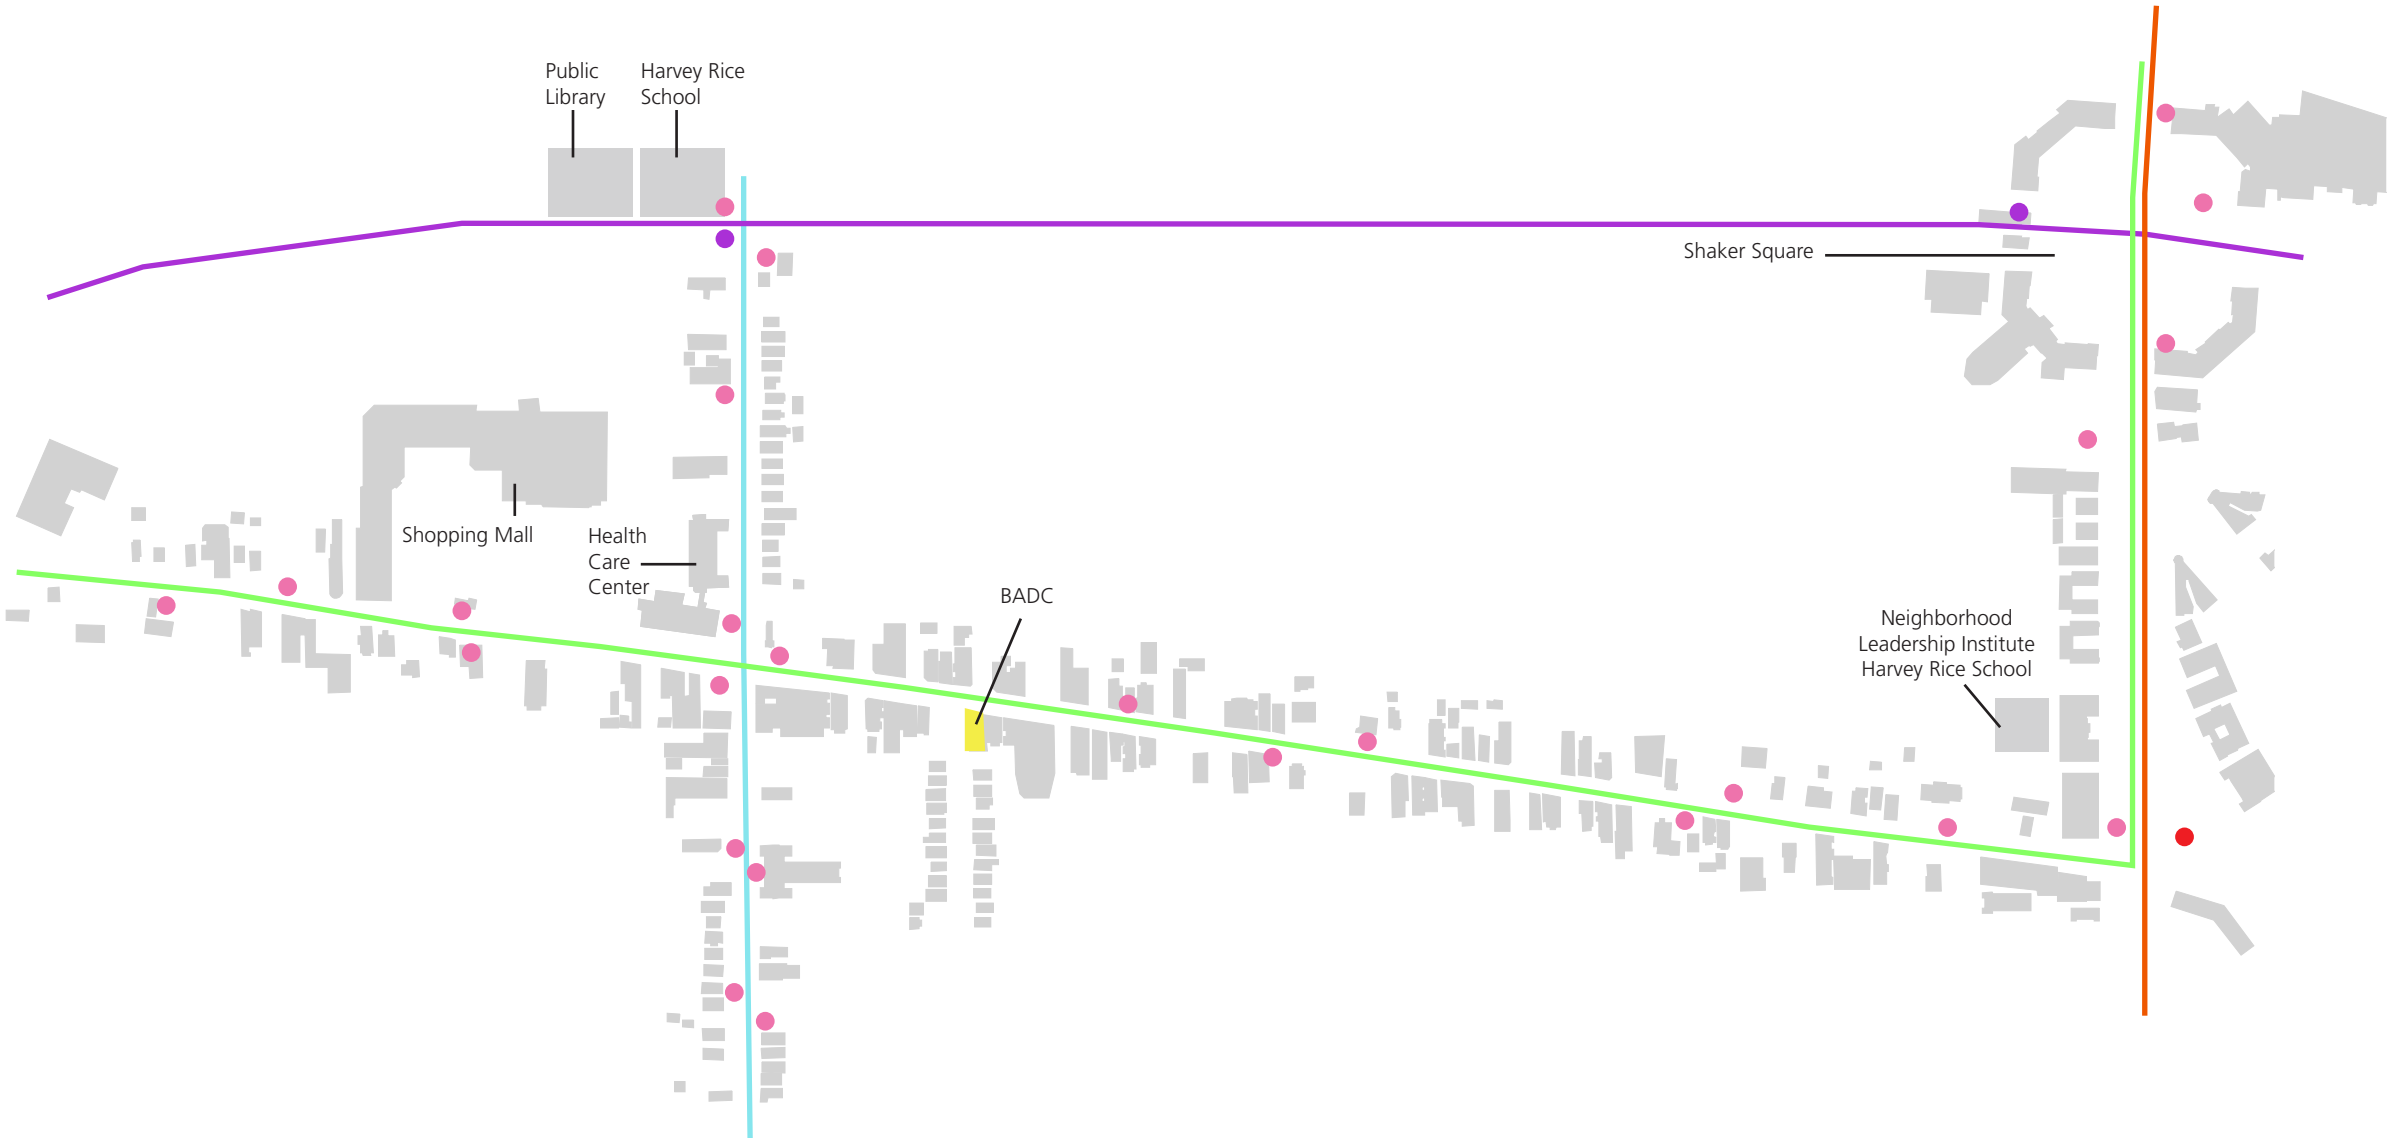 Public
Library
Harvey Rice
School
Shaker Square
Shopping Mall
Health
Care
Center
BADC
Neighborhood
Leadership Institute
Harvey Rice School